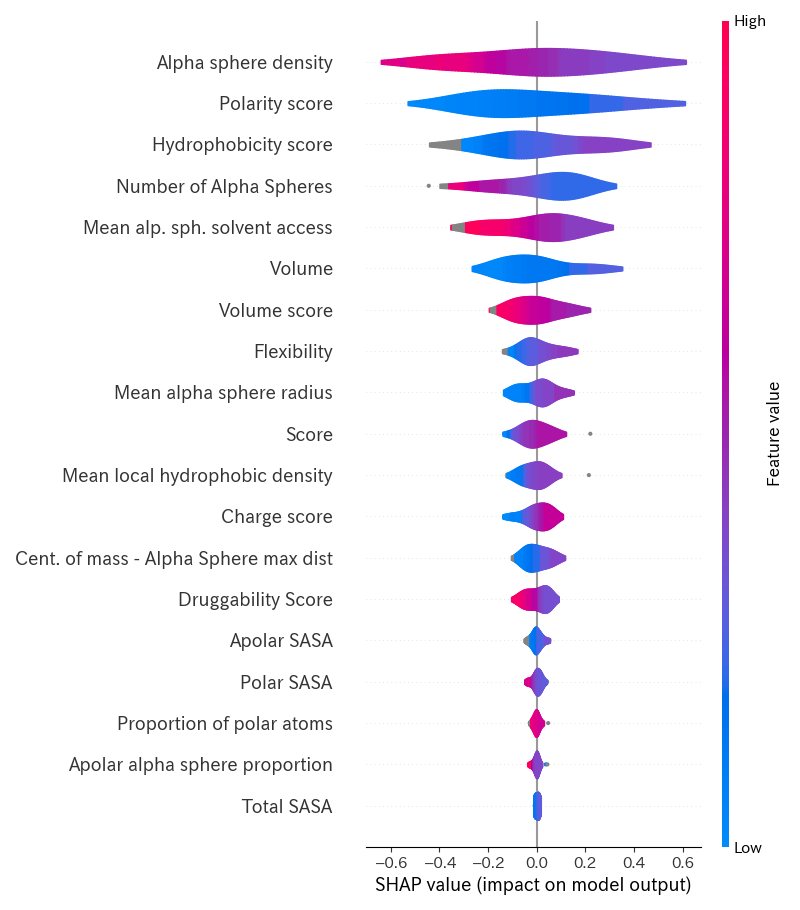 High
Alpha sphere density
Polarity score
Hydrophobicity score
Number of Alpha Spheres
Mean alp. sph. solvent access
Volume
Volume score
Flexibility
Mean alpha sphere radius
Score
Mean local hydrophobic density
Charge score
Cent. of mass - Alpha Sphere max dist
Druggability Score
Apolar SASA
Polar SASA
Proportion of polar atoms
Apolar alpha sphere proportion
Total SASA
Feature value
Low
−0.6 −0.4 −0.2 0.0 0.2 0.4 0.6
SHAP value (impact on model output)